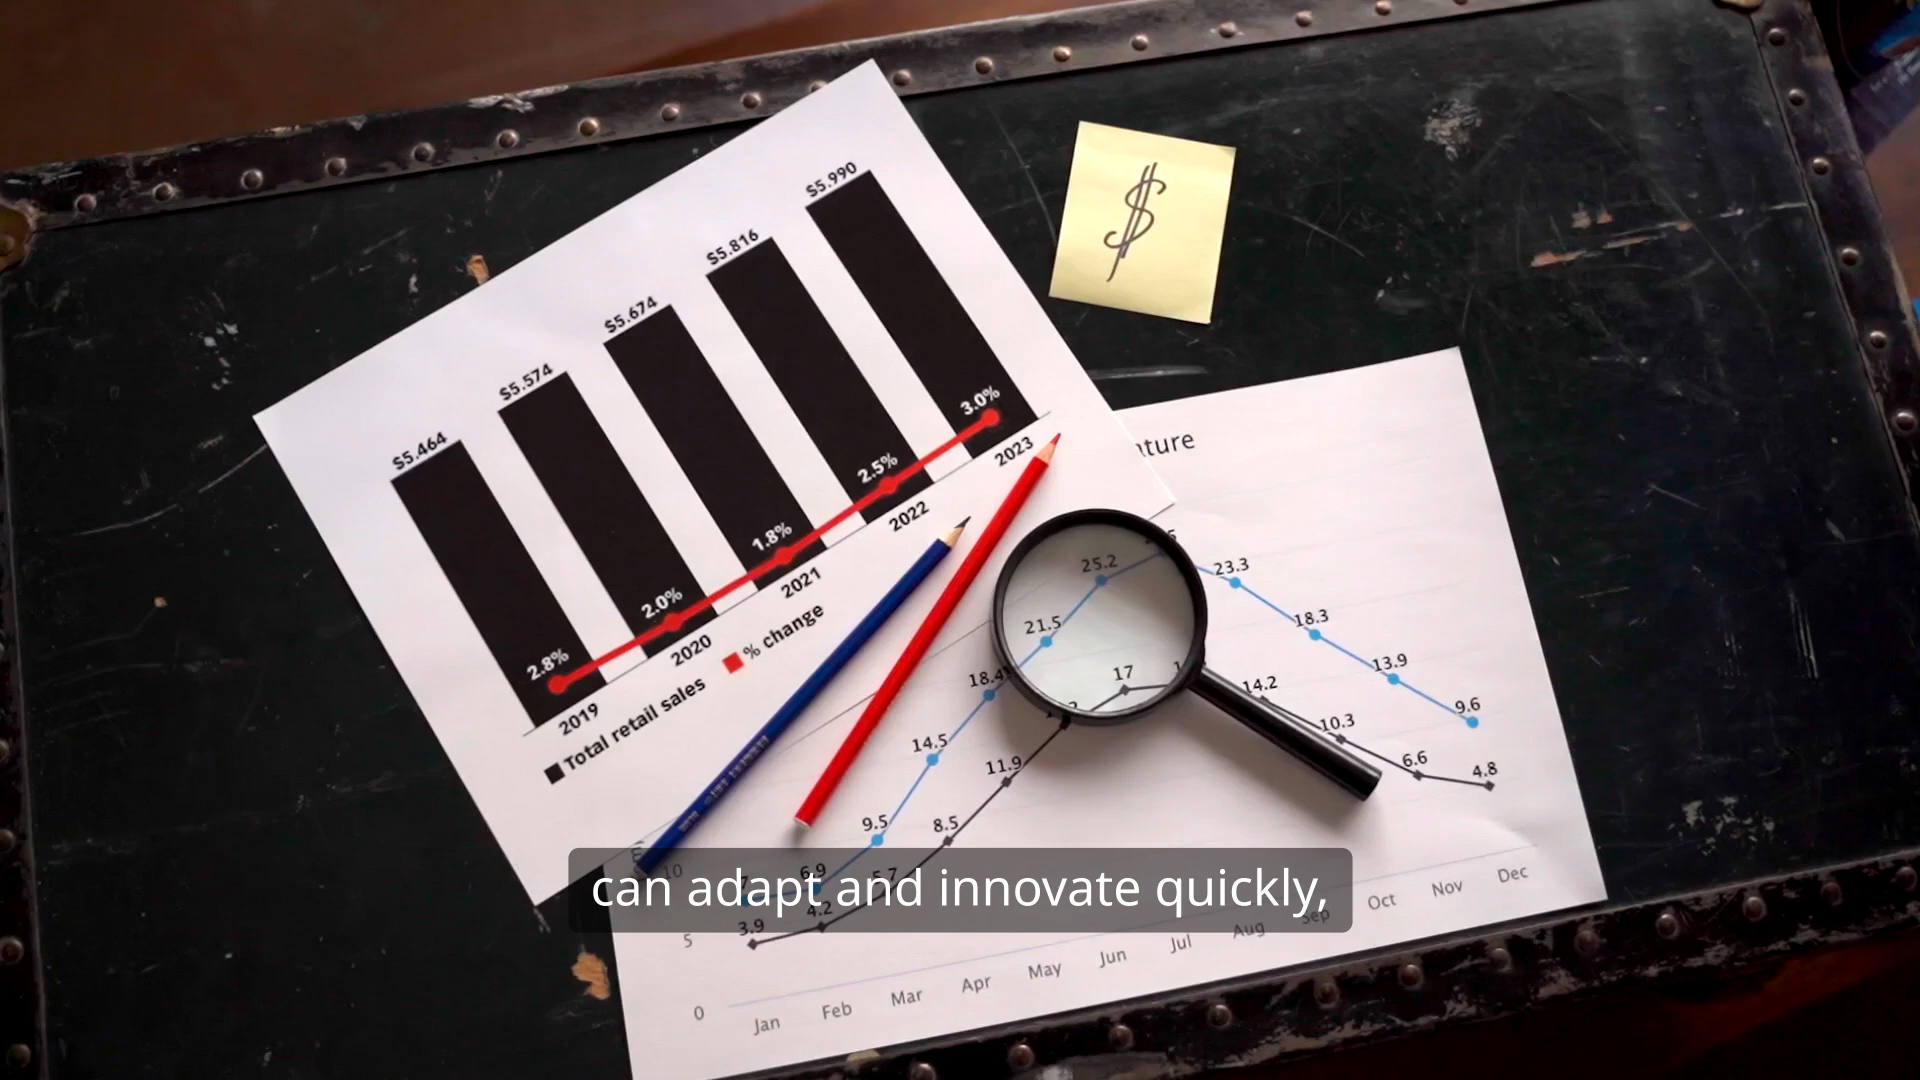 $5.464
$5.574
$5.674
$5.816
$5.990
2.8%
2.0%
1.8%
2.5%
3.0%
2019
2020
2021
2022
2023
Total retail sales
% change
$
18.4
21.5
25.2
23.3
18.3
13.9
9.6
14.5
9.5
6.9
3.9
4.2
5.7
8.5
11.9
17
14.2
10.3
6.6
4.8
10
5
0
Jan
Feb
Mar
Apr
May
Jun
Jul
Aug
Sep
Oct
Nov
Dec
can adapt and innovate quickly,